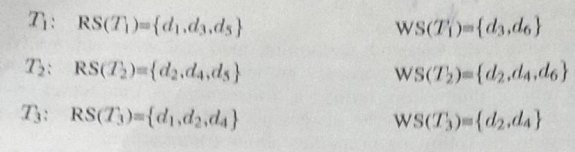 T₁: RS(T₁)={d₁,d₃,d₅} WS(T₁)={d₃,d₆}
T₂: RS(T₂)={d₂,d₄,d₅} WS(T₂)={d₂,d₄,d₆}
T₃: RS(T₃)={d₁,d₂,d₄} WS(T₃)={d₂,d₄}